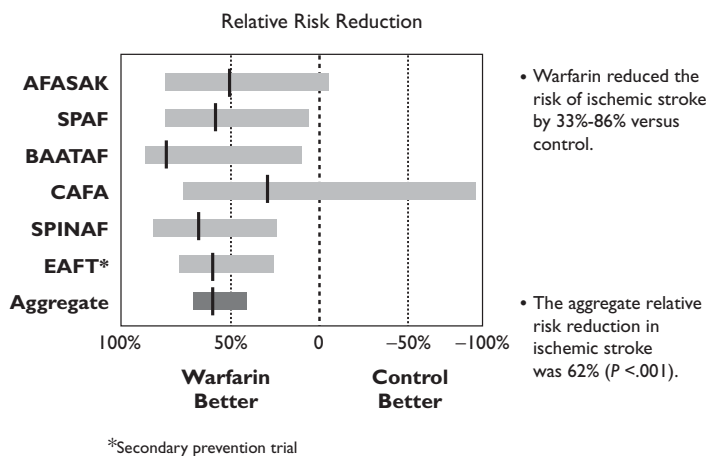 Relative Risk Reduction
AFASAK
SPAF
BAATAF
CAFA
SPINAF
EAFT*
Aggregate
100% 50% 0 –50% –100%
Warfarin
Better
Control
Better
• Warfarin reduced the
risk of ischemic stroke
by 33%-86% versus
control.
• The aggregate relative
risk reduction in
ischemic stroke
was 62% (P <.001).
*Secondary prevention trial